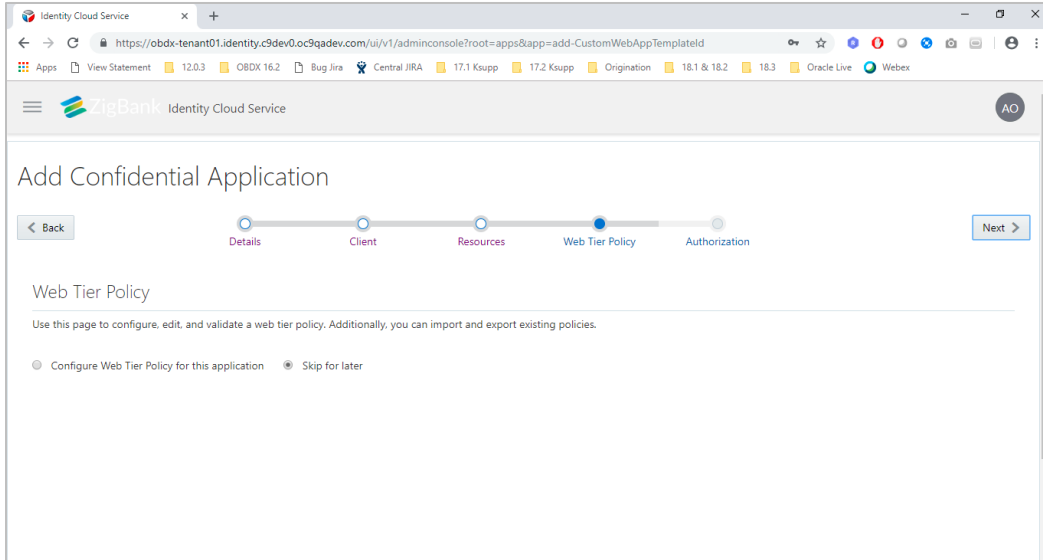 Identity Cloud Service
https://obdx-tenant01.identity.c9dev0.oc9qadev.com/ui/v1/adminconsole?root=apps&app=add-CustomWebAppTemplateId
Apps View Statement 12.0.3 OBDX 16.2 Bug Jira Central JIRA 17.1 Ksupp 17.2 Ksupp Origination 18.1 & 18.2 18.3 Oracle Live Webex
ZigBank Identity Cloud Service AO
Add Confidential Application
Back Next
Details Client Resources Web Tier Policy Authorization
Web Tier Policy
Use this page to configure, edit, and validate a web tier policy. Additionally, you can import and export existing policies.
Configure Web Tier Policy for this application Skip for later